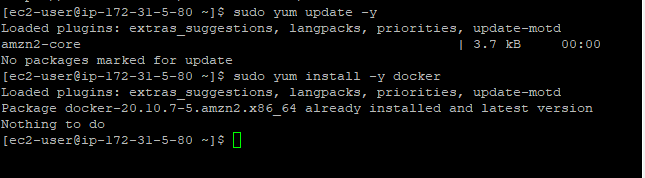 [ec2-user@ip-172-31-5-80 ~]$ sudo yum update -y
Loaded plugins: extras_suggestions, langpacks, priorities, update-motd
amzn2-core | 3.7 kB 00:00
No packages marked for update
[ec2-user@ip-172-31-5-80 ~]$ sudo yum install -y docker
Loaded plugins: extras_suggestions, langpacks, priorities, update-motd
Package docker-20.10.7-5.amzn2.x86_64 already installed and latest version
Nothing to do
[ec2-user@ip-172-31-5-80 ~]$